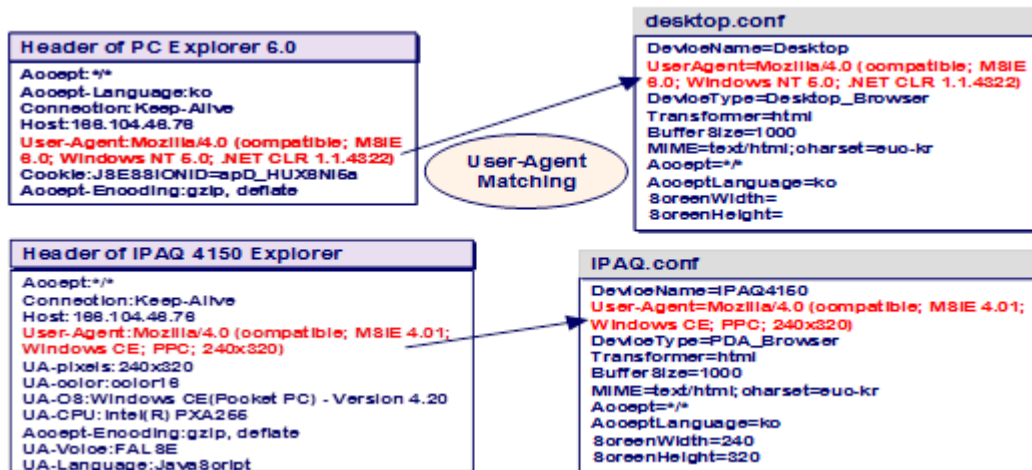 Header of PC Explorer 6.0
Accept:*/*
Accept-Language:ko
Connection:Keep-Alive
Host:166.104.46.76
User-Agent:Mozilla/4.0 (compatible; MSIE
6.0; Windows NT 5.0; .NET CLR 1.1.4322)
Cookie:JSESSIONID=apD_HUX8Ni6a
Accept-Encoding:gzip, deflate
User-Agent
Matching
desktop.conf
DeviceName=Desktop
UserAgent=Mozilla/4.0 (compatible; MSIE
6.0; Windows NT 5.0; .NET CLR 1.1.4322)
DeviceType=Desktop_Browser
Transformer=html
BufferSize=1000
MIME=text/html;charset=euc-kr
Accept=*/*
AcceptLanguage=ko
ScreenWidth=
ScreenHeight=
Header of IPAQ 4150 Explorer
Accept:*/*
Connection:Keep-Alive
Host:166.104.46.76
User-Agent:Mozilla/4.0 (compatible; MSIE 4.01;
Windows CE; PPC; 240x320)
UA-pixels:240x320
UA-color:color16
UA-OS:Windows CE(Pocket PC) - Version 4.20
UA-CPU:Intel(R) PXA255
Accept-Encoding:gzip, deflate
UA-Voice:FALSE
UA-Language:JavaScript
IPAQ.conf
DeviceName=IPAQ4150
User-Agent=Mozilla/4.0 (compatible; MSIE 4.01;
Windows CE; PPC; 240x320)
DeviceType=PDA_Browser
Transformer=html
BufferSize=1000
MIME=text/html;charset=euc-kr
Accept=*/*
AcceptLanguage=ko
ScreenWidth=240
ScreenHeight=320